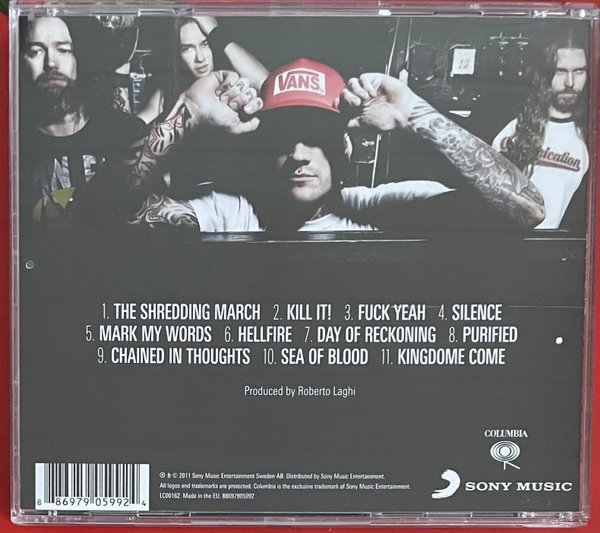 VANS
1. THE SHREDDING MARCH 2. KILL IT! 3. FUCK YEAH 4. SILENCE
5. MARK MY WORDS 6. HELLFIRE 7. DAY OF RECKONING 8. PURIFIED
9. CHAINED IN THOUGHTS 10. SEA OF BLOOD 11. KINGDOME COME
Produced by Roberto Laghi
COLUMBIA
SONY MUSIC
℗ & © 2011 Sony Music Entertainment Sweden AB. Distributed by Sony Music Entertainment.
All logos and trademarks are protected. Columbia is the exclusive trademark of Sony Music Entertainment.
LC00162. Made in the EU. 88697905992
8 86979 05992 4